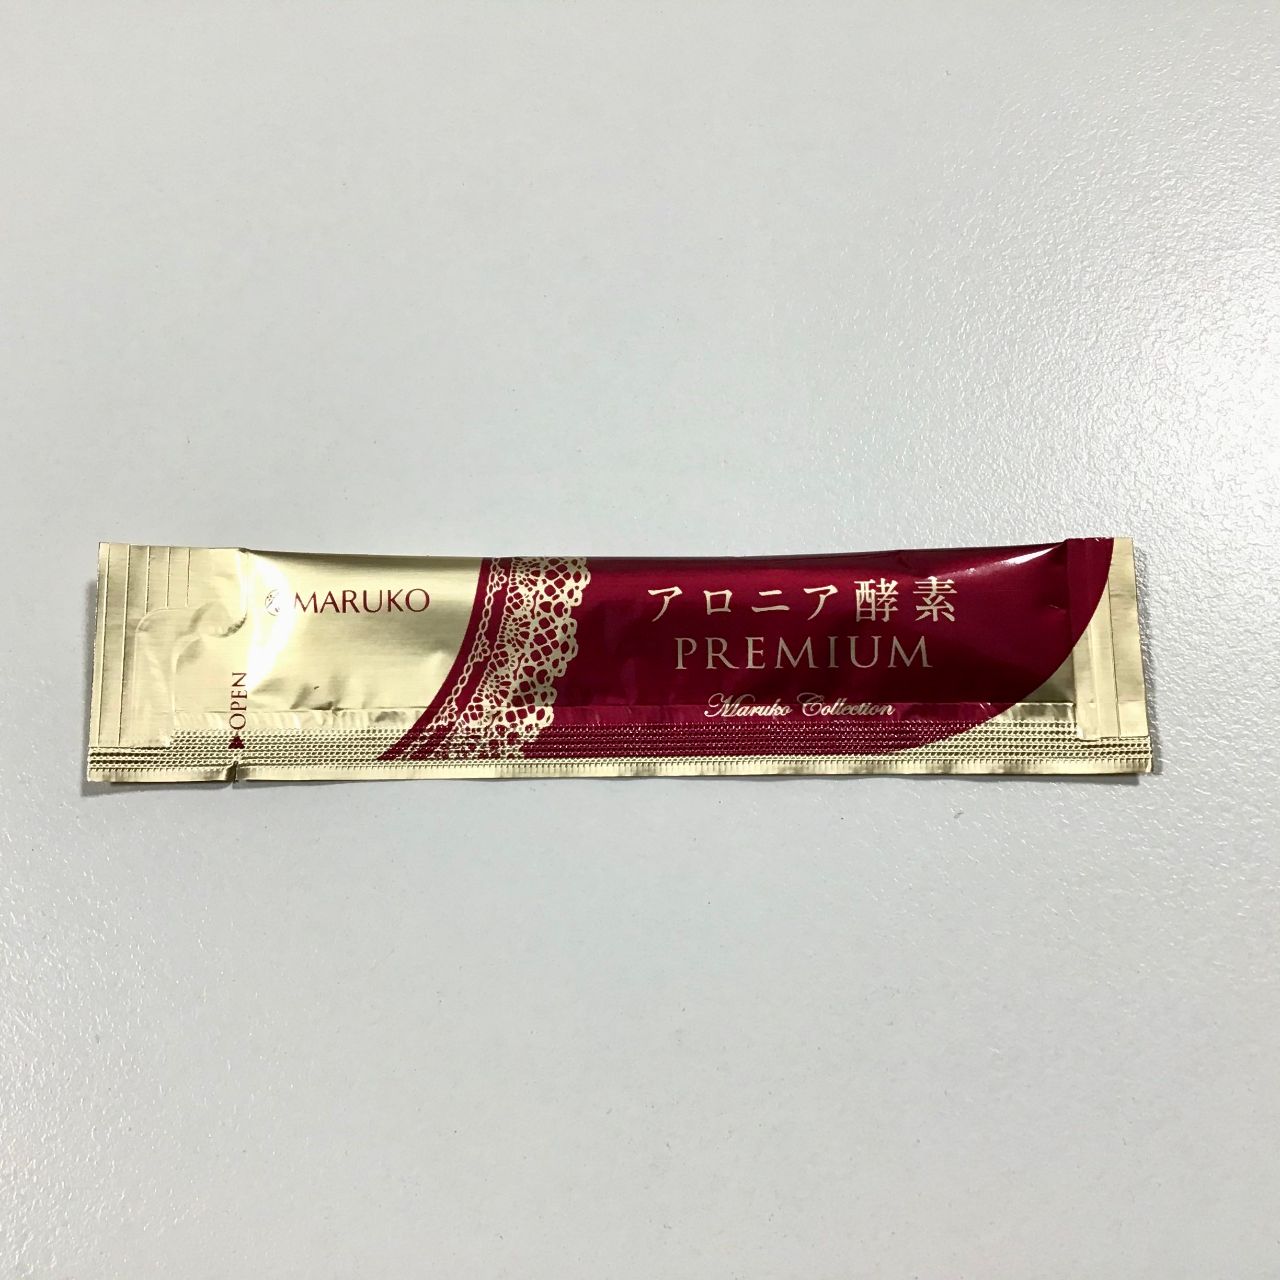 MARUKO
OPEN
アロニア酵素
PREMIUM
Maruko Collection